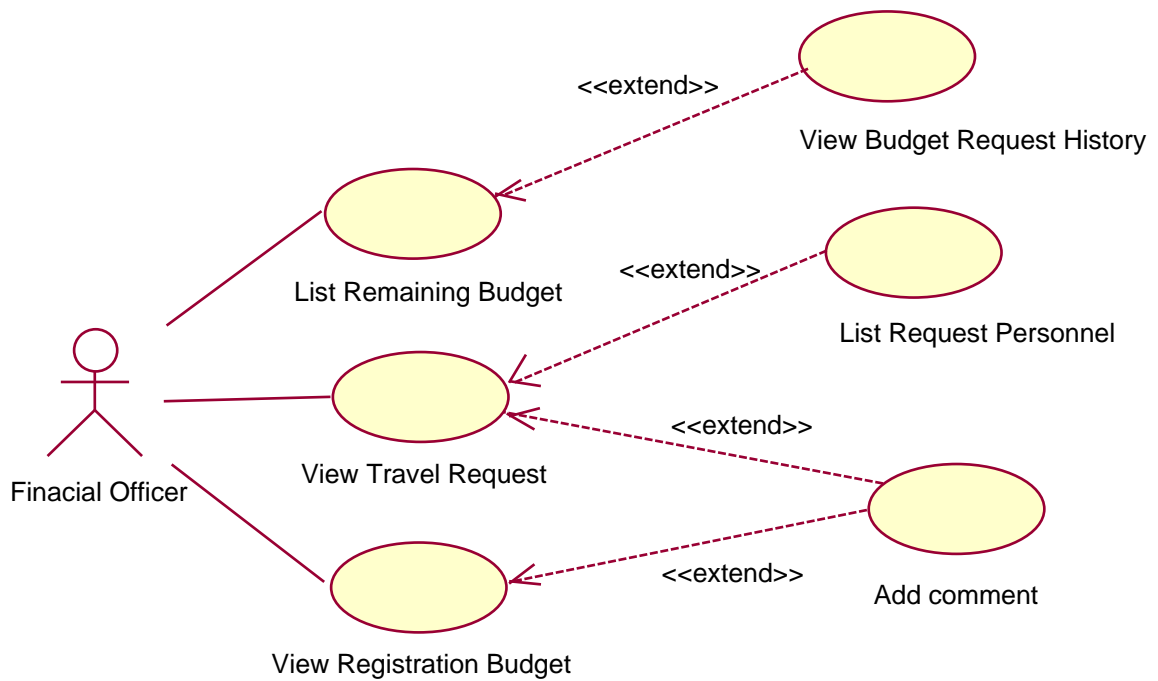 <<extend>>
View Budget Request History
List Remaining Budget
<<extend>>
List Request Personnel
View Travel Request
<<extend>>
Finacial Officer
<<extend>>
Add comment
View Registration Budget